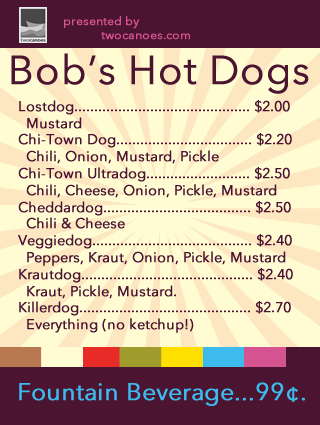 twocanoes
presented by
twocanoes.com
Bob's Hot Dogs
Lostdog.......................................... $2.00
Mustard
Chi-Town Dog................................ $2.20
Chili, Onion, Mustard, Pickle
Chi-Town Ultradog......................... $2.50
Chili, Cheese, Onion, Pickle, Mustard
Cheddardog................................... $2.50
Chili & Cheese
Veggiedog...................................... $2.40
Peppers, Kraut, Onion, Pickle, Mustard
Krautdog......................................... $2.40
Kraut, Pickle, Mustard.
Killerdog......................................... $2.70
Everything (no ketchup!)
Fountain Beverage...99¢.